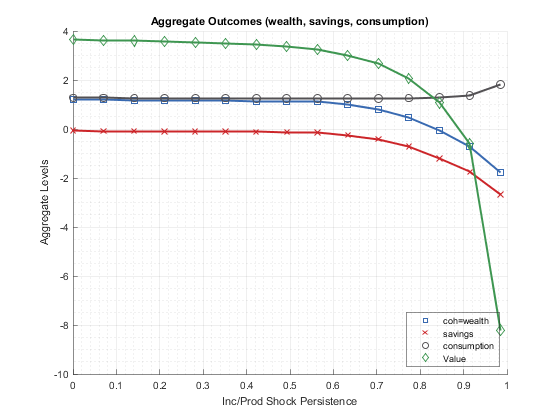 Aggregate Outcomes (wealth, savings, consumption)
4
2
0
-2
-4
-6
-8
-10
Aggregate Levels
0 0.1 0.2 0.3 0.4 0.5 0.6 0.7 0.8 0.9 1
Inc/Prod Shock Persistence
coh=wealth
savings
consumption
Value